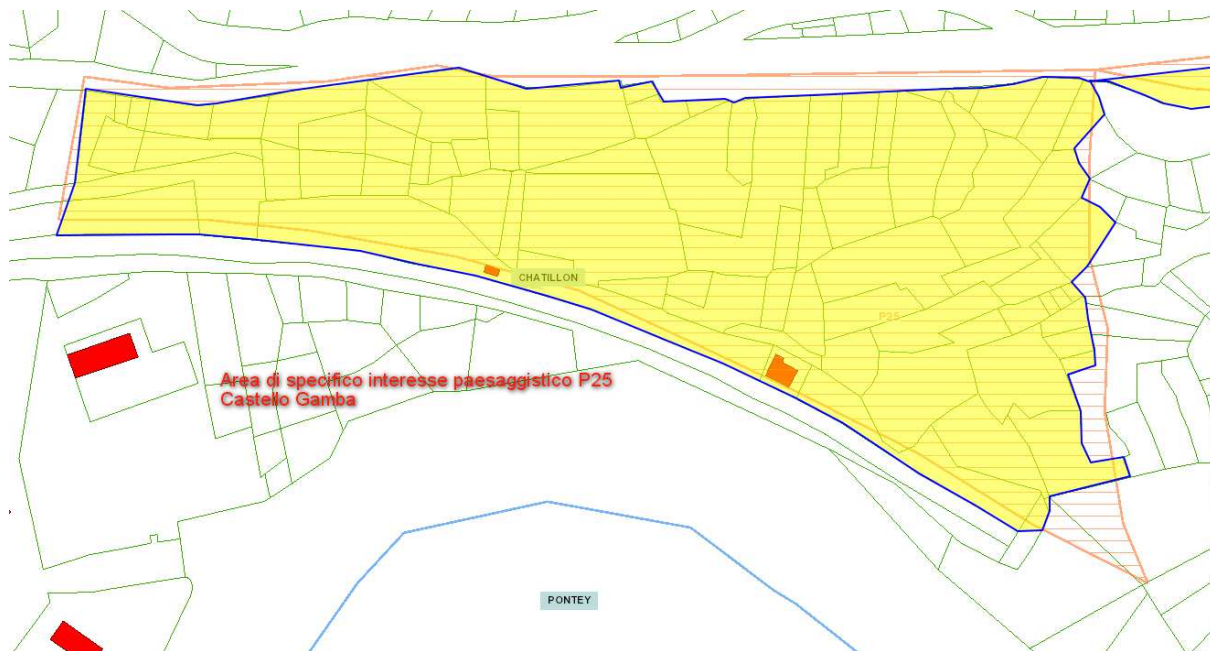 CHATILLON
P25
Area di specifico interesse paesaggistico P25
Castello Gamba
PONTEY